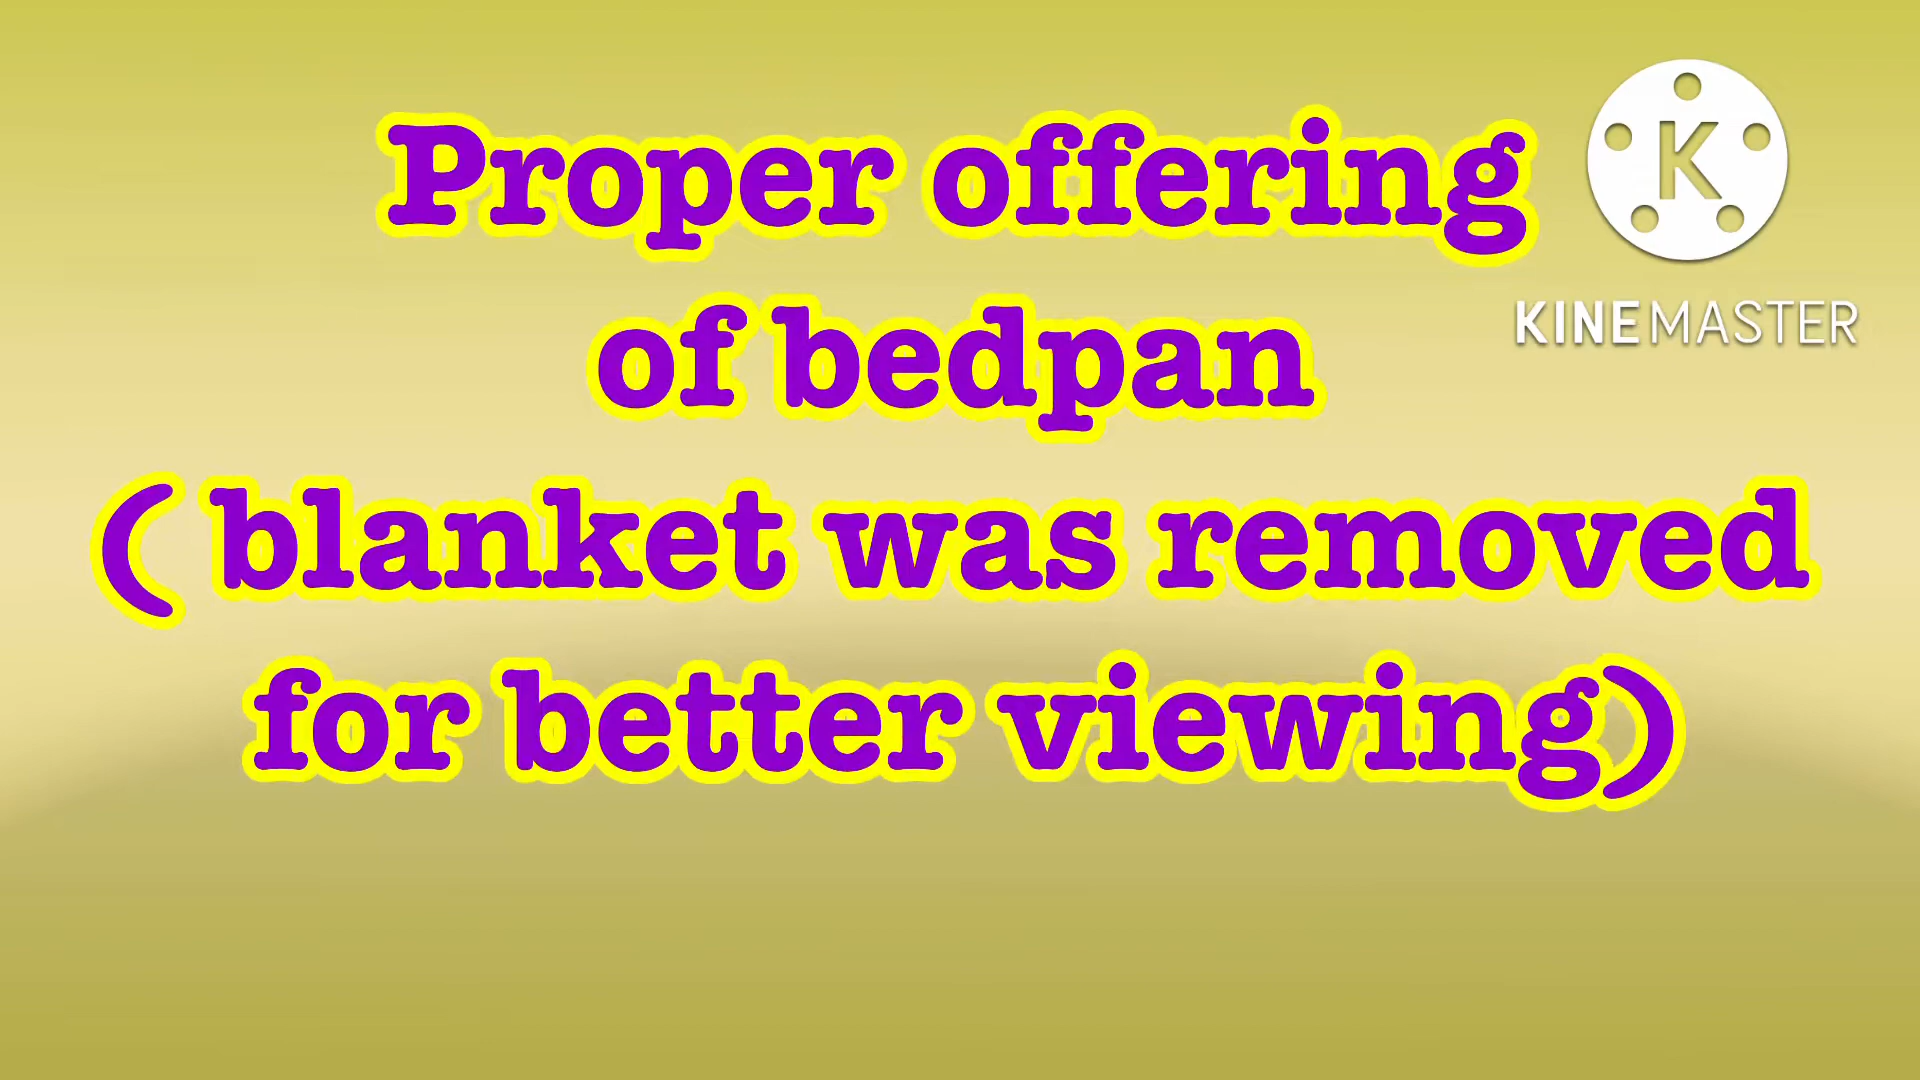 Proper offering
of bedpan
( blanket was removed
for better viewing)
K
KINEMASTER